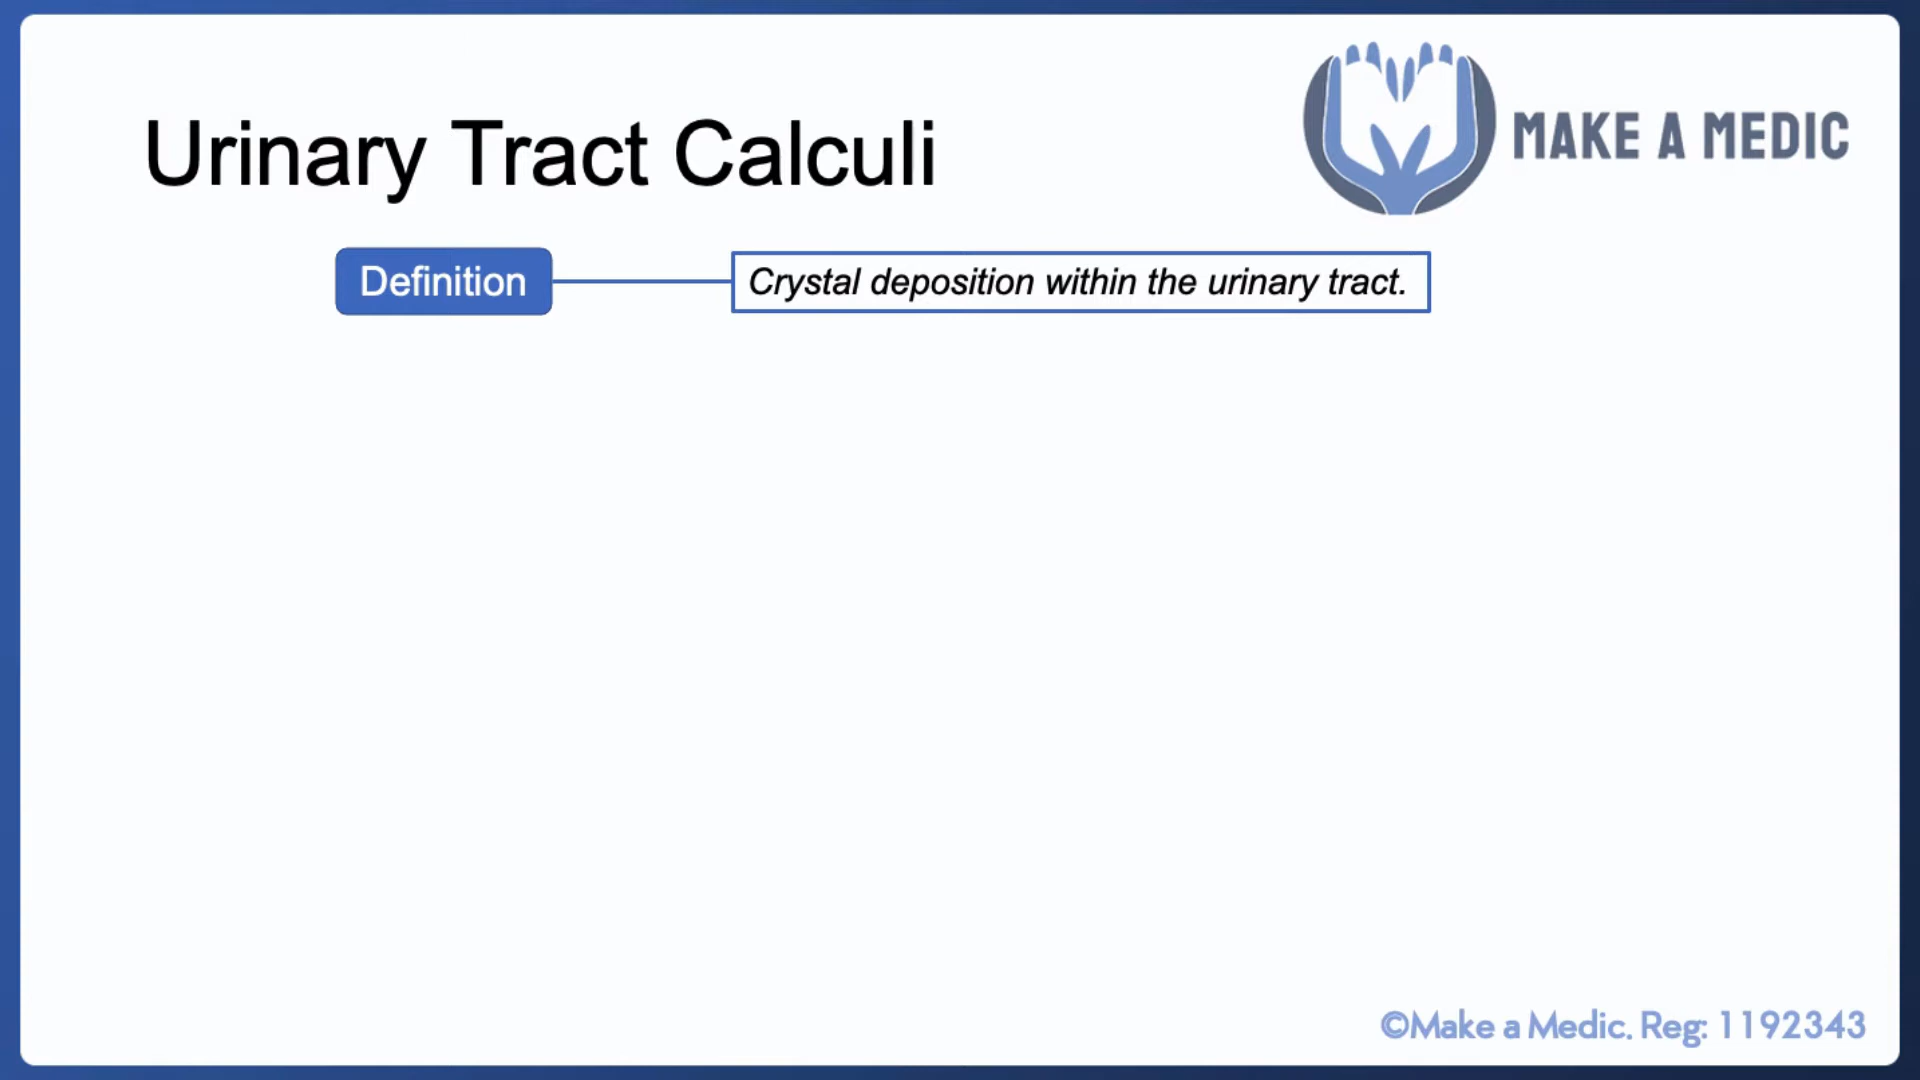 Urinary Tract Calculi
MAKE A MEDIC
Definition
Crystal deposition within the urinary tract.
©Make a Medic. Reg: 1192343